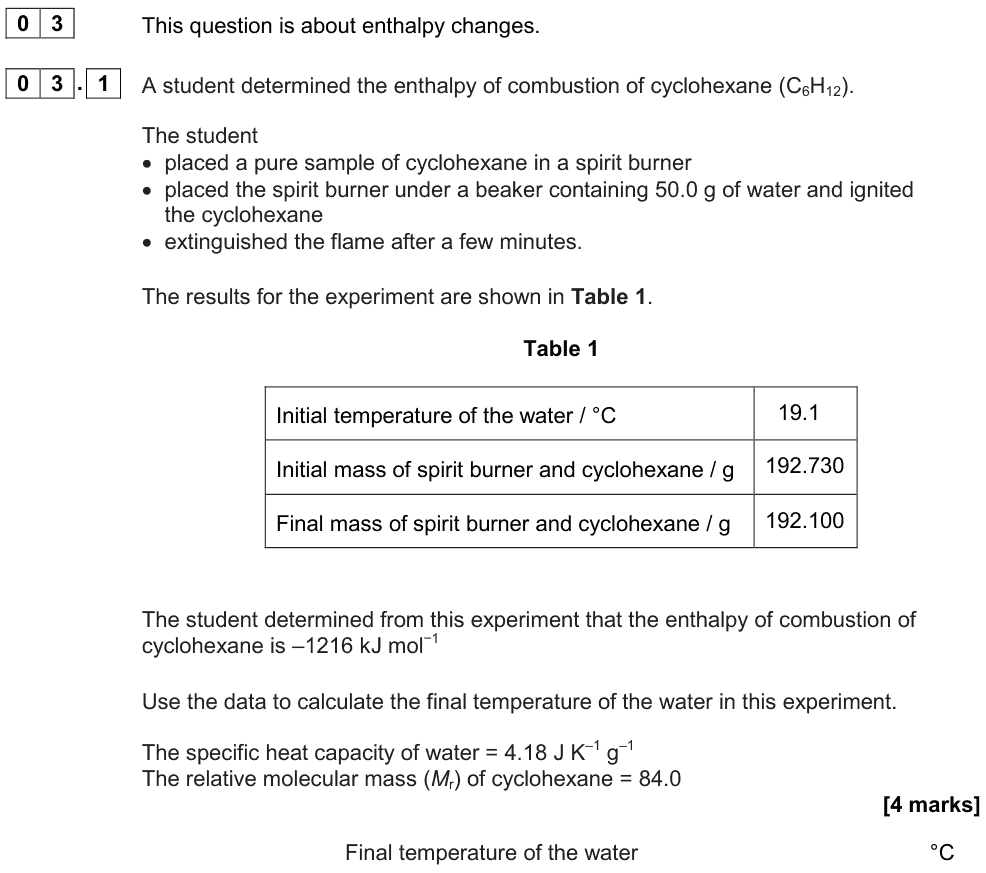 0 3 This question is about enthalpy changes.
0 3 . 1 A student determined the enthalpy of combustion of cyclohexane (C₆H₁₂).
The student
• placed a pure sample of cyclohexane in a spirit burner
• placed the spirit burner under a beaker containing 50.0 g of water and ignited
the cyclohexane
• extinguished the flame after a few minutes.
The results for the experiment are shown in Table 1.
Table 1
Initial temperature of the water / °C 19.1
Initial mass of spirit burner and cyclohexane / g 192.730
Final mass of spirit burner and cyclohexane / g 192.100
The student determined from this experiment that the enthalpy of combustion of
cyclohexane is –1216 kJ mol⁻¹
Use the data to calculate the final temperature of the water in this experiment.
The specific heat capacity of water = 4.18 J K⁻¹ g⁻¹
The relative molecular mass (Mᵣ) of cyclohexane = 84.0
[4 marks]
Final temperature of the water °C